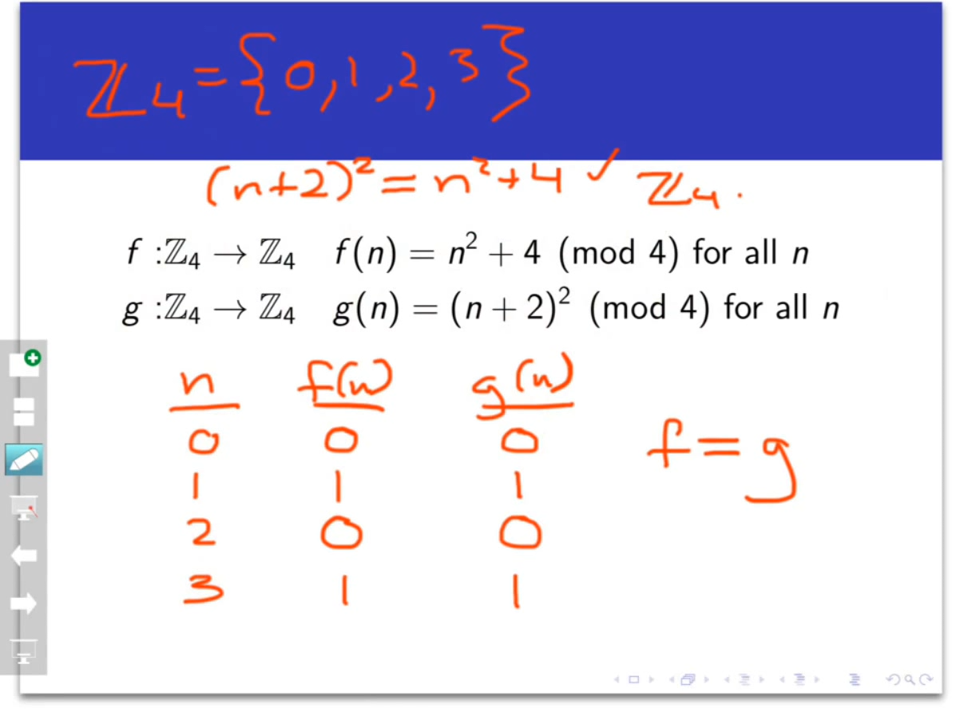 ℤ₄ = {0, 1, 2, 3}
(n+2)² = n² + 4 ✓ ℤ₄.
f : ℤ₄ → ℤ₄ f(n) = n² + 4 (mod 4) for all n
g : ℤ₄ → ℤ₄ g(n) = (n + 2)² (mod 4) for all n
n f(n) g(n)
0 0 0
f = g
1 1 1
2 0 0
3 1 1